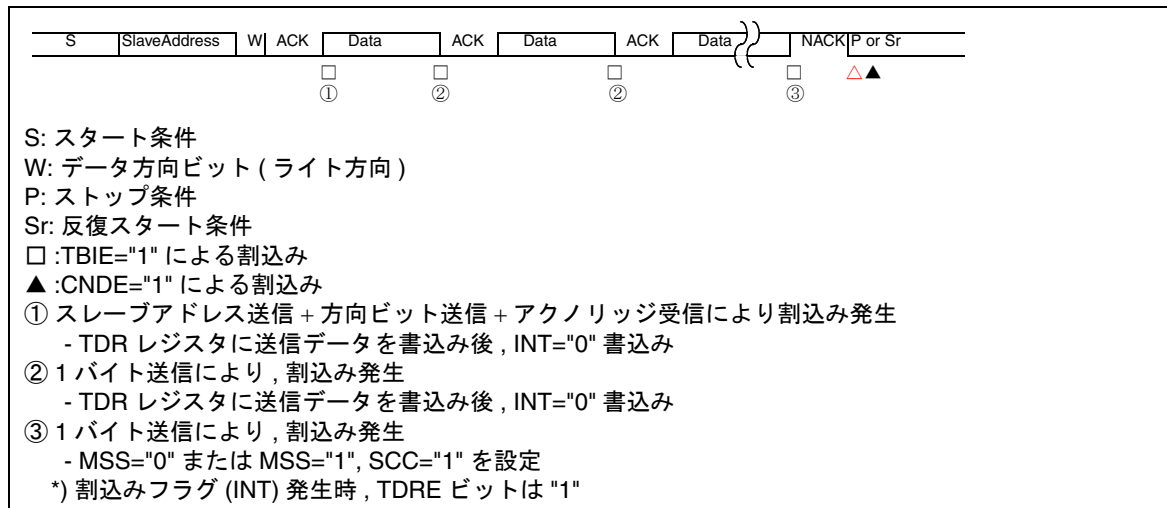 S SlaveAddress W ACK Data ACK Data ACK Data NACK P or Sr
□ □ □ □ △▲
① ② ② ③
S: スタート条件
W: データ方向ビット ( ライト方向 )
P: ストップ条件
Sr: 反復スタート条件
□ :TBIE="1" による割込み
▲ :CNDE="1" による割込み
① スレーブアドレス送信 + 方向ビット送信 + アクノリッジ受信により割込み発生
- TDR レジスタに送信データを書込み後 , INT="0" 書込み
② 1 バイト送信により , 割込み発生
- TDR レジスタに送信データを書込み後 , INT="0" 書込み
③ 1 バイト送信により , 割込み発生
- MSS="0" または MSS="1", SCC="1" を設定
*) 割込みフラグ (INT) 発生時 , TDRE ビットは "1"